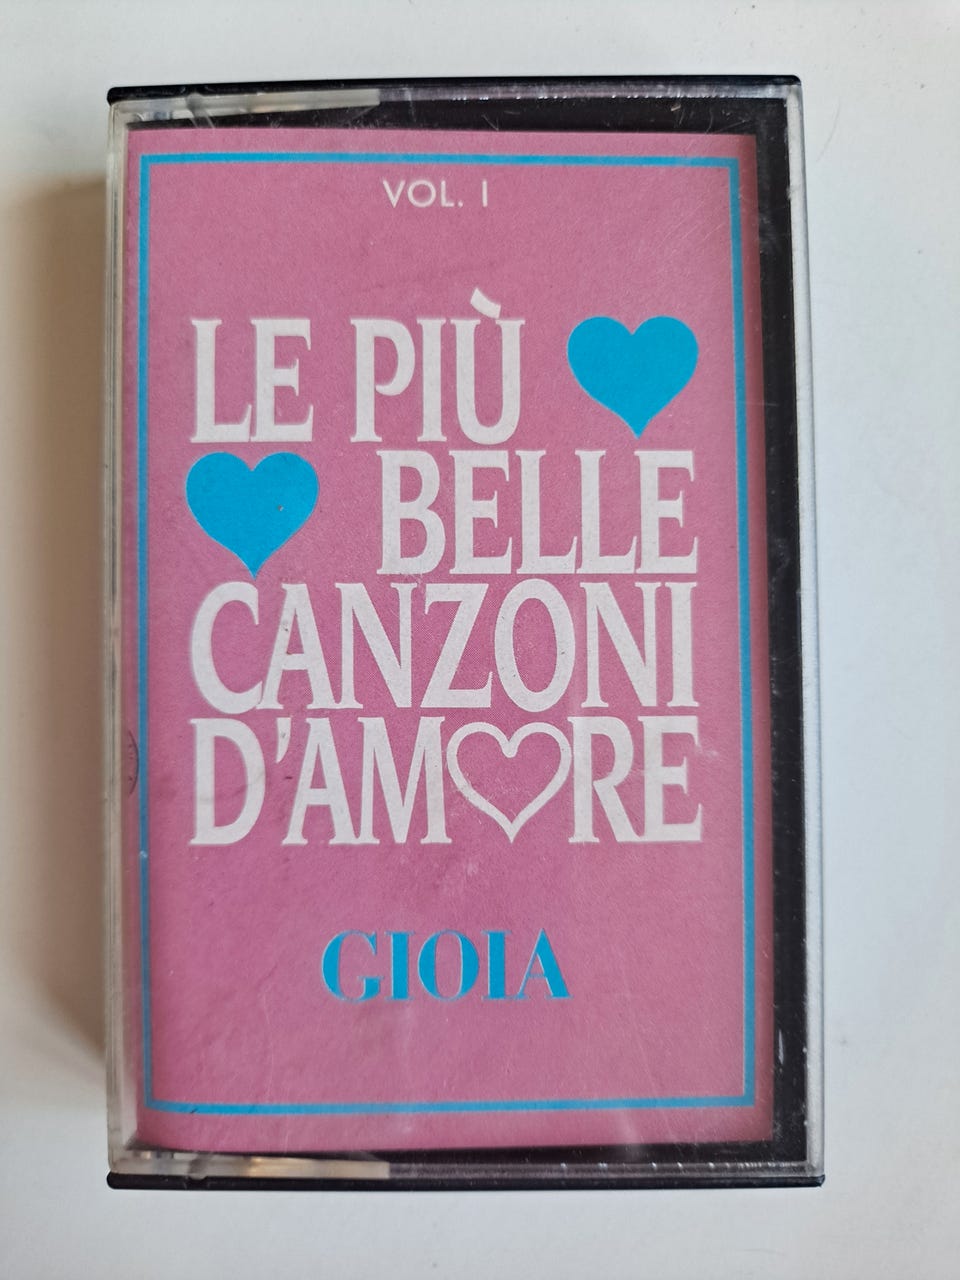 VOL. I
LE PIÙ
BELLE
CANZONI
D'AMORE
GIOIA